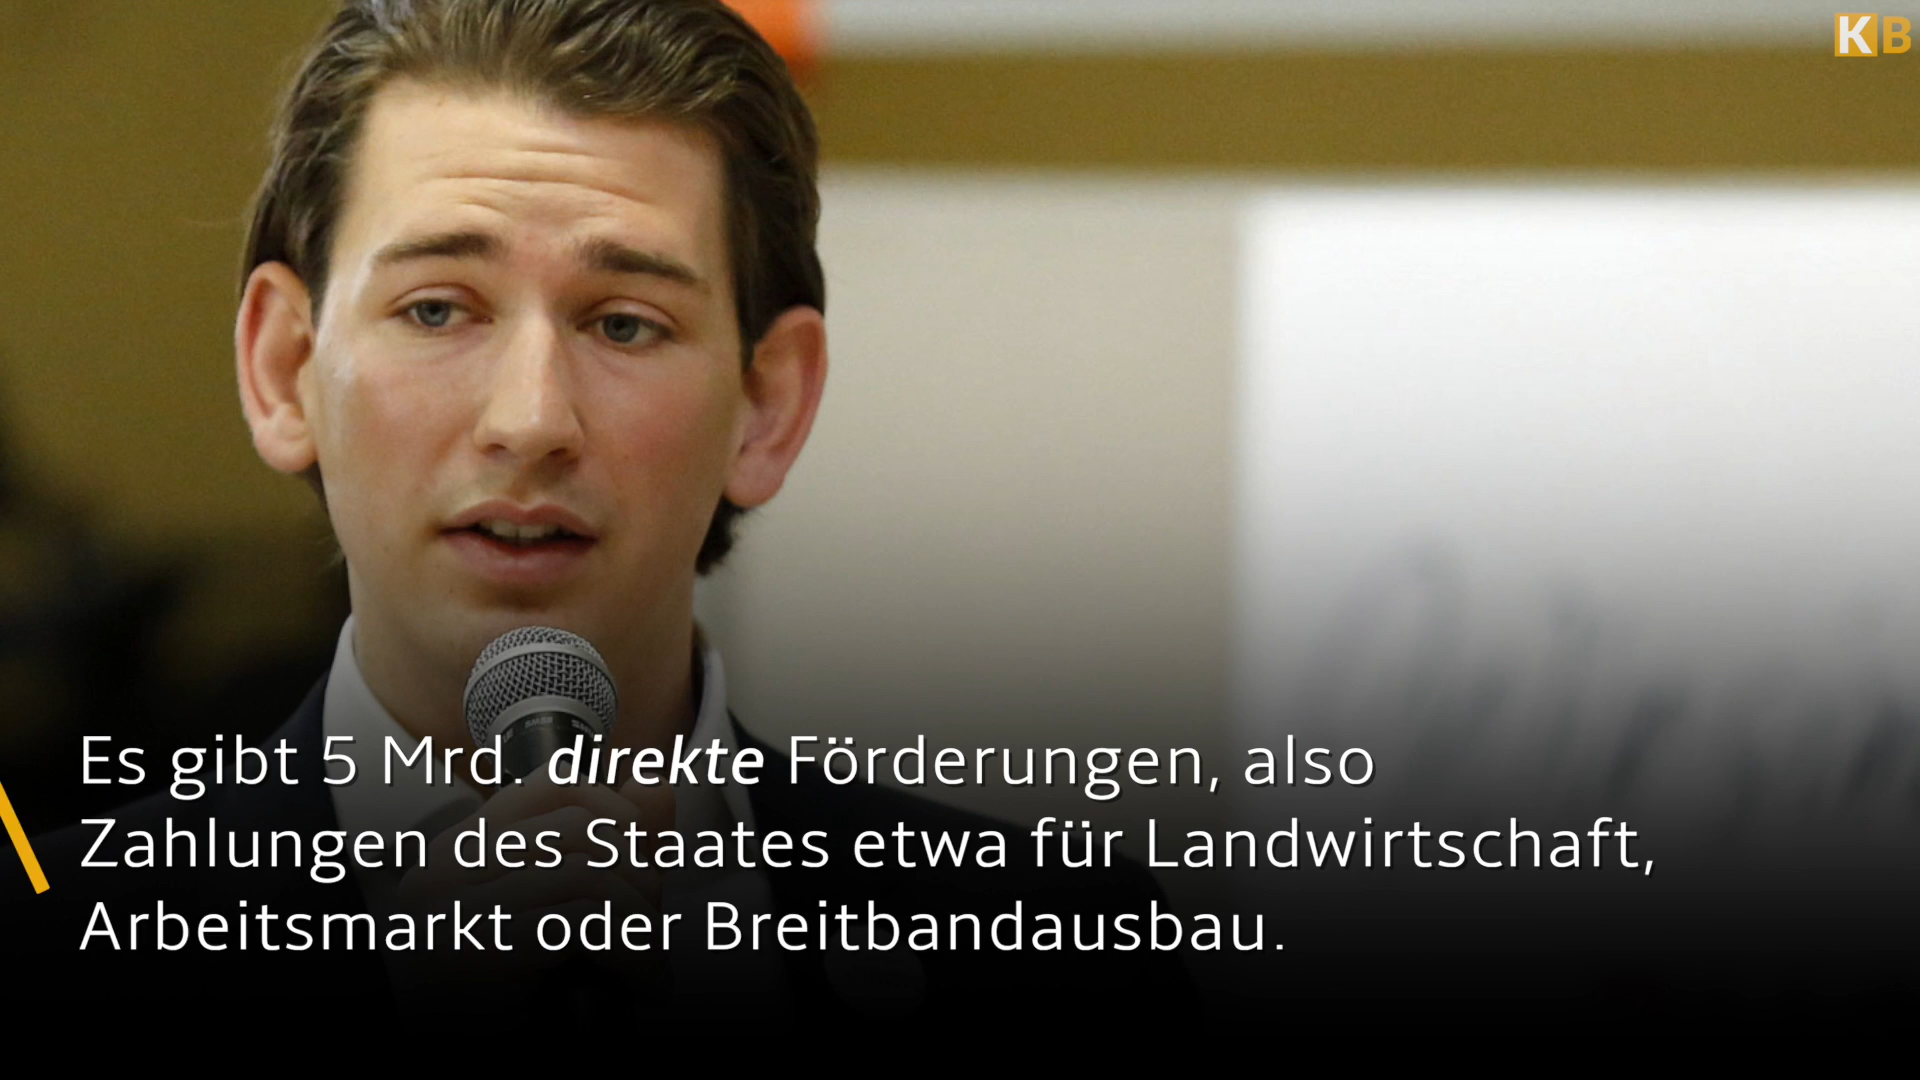 KB
Es gibt 5 Mrd. direkte Förderungen, also
Zahlungen des Staates etwa für Landwirtschaft,
Arbeitsmarkt oder Breitbandausbau.